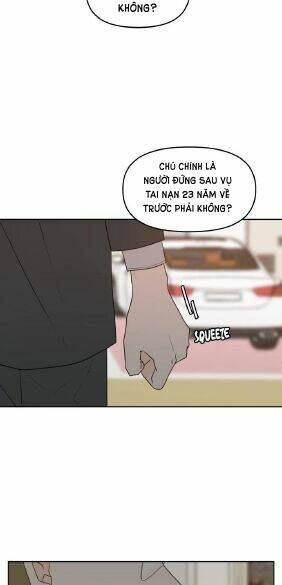 KHÔNG?
CHÚ CHÍNH LÀ
NGƯỜI ĐỨNG SAU VỤ
TAI NẠN 23 NĂM VỀ
TRƯỚC PHẢI KHÔNG?
SQUEEZE